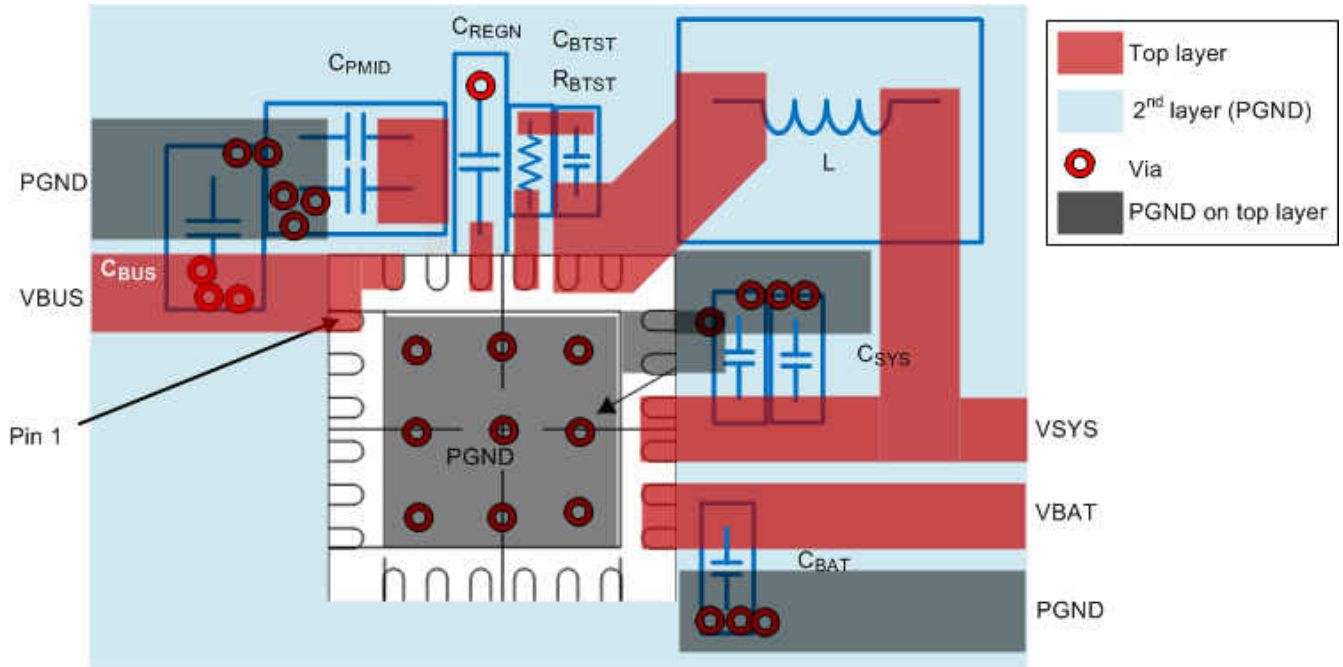 CREGN
CBTST
RBTST
CPMID
L
PGND
CBUS
VBUS
Pin 1
PGND
CSYS
VSYS
VBAT
CBAT
PGND
Top layer
2nd layer (PGND)
Via
PGND on top layer